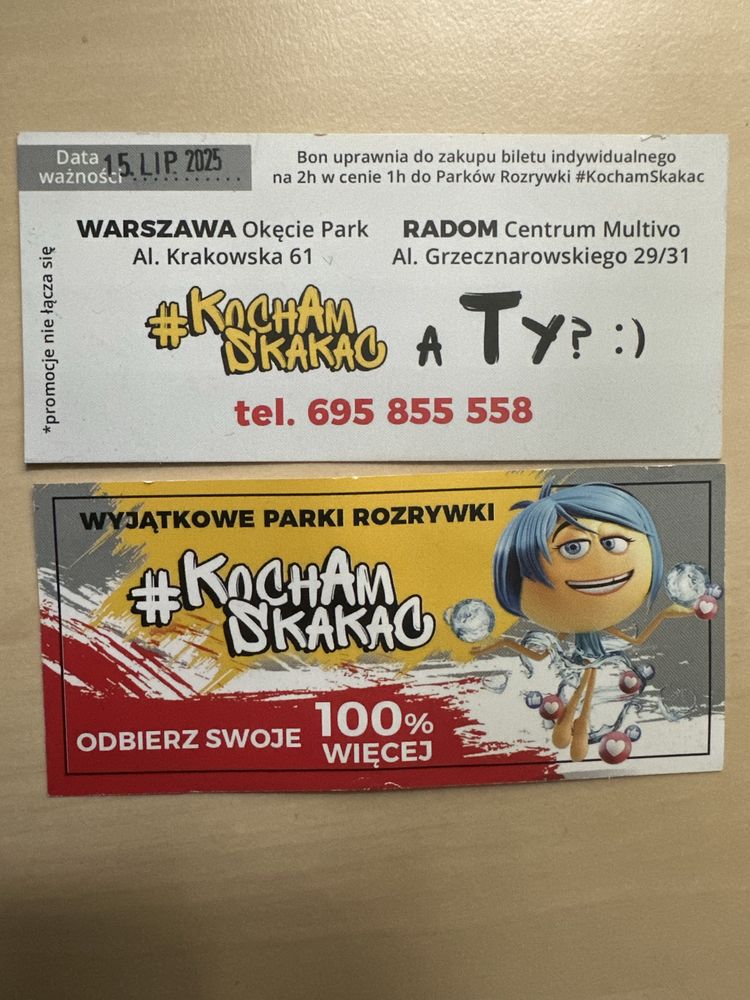 Data
ważności 15. LIP. 2025
Bon uprawnia do zakupu biletu indywidualnego
na 2h w cenie 1h do Parków Rozrywki #KochamSkakac
WARSZAWA Okęcie Park
Al. Krakowska 61
RADOM Centrum Multivo
Al. Grzecznarowskiego 29/31
*promocje nie łącza się
#KOCHAM
SKAKAC
A TY? :)
tel. 695 855 558
WYJĄTKOWE PARKI ROZRYWKI
#KOCHAM
SKAKAC
ODBIERZ SWOJE 100%
WIĘCEJ